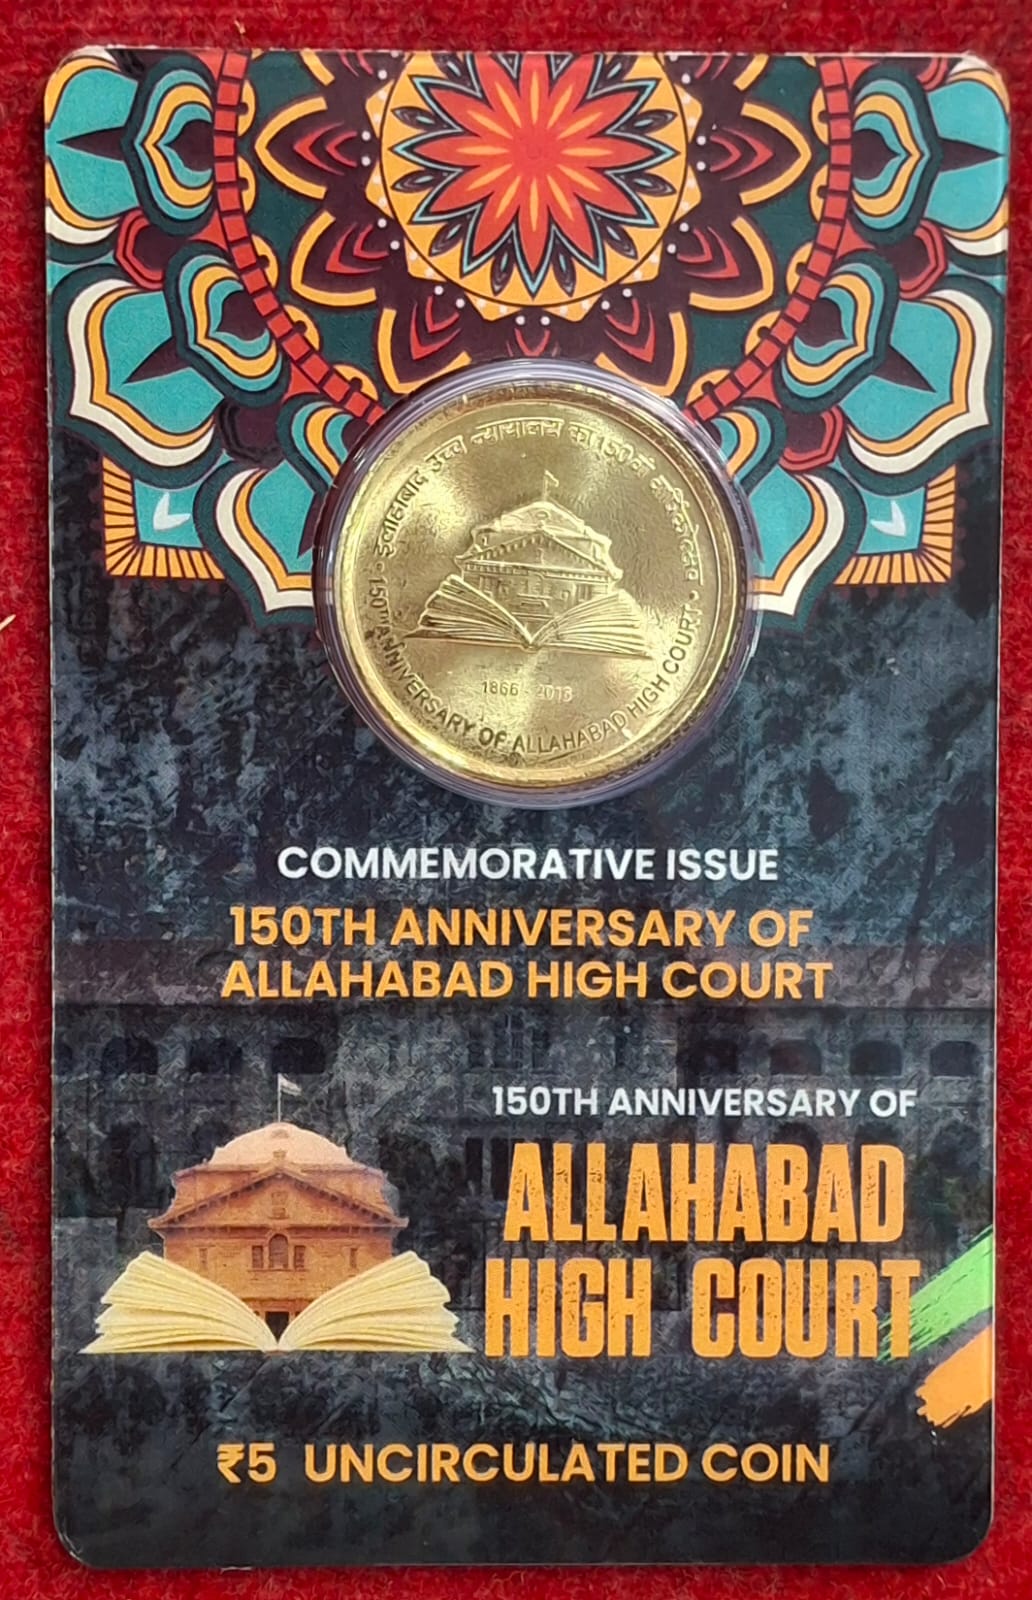 इलाहाबाद उच्च न्यायालय का १५०वाँ वार्षिकोत्सव
150TH ANNIVERSARY OF ALLAHABAD HIGH COURT
1866 - 2016
COMMEMORATIVE ISSUE
150TH ANNIVERSARY OF
ALLAHABAD HIGH COURT
150TH ANNIVERSARY OF
ALLAHABAD
HIGH COURT
₹5 UNCIRCULATED COIN